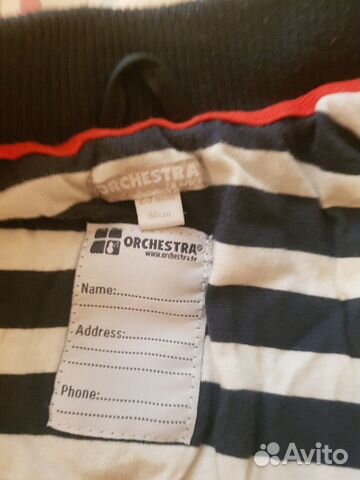 ORCHESTRA
86cm
ORCHESTRA®
www.orchestra.fr
Name:
Address:
Phone:
Avito